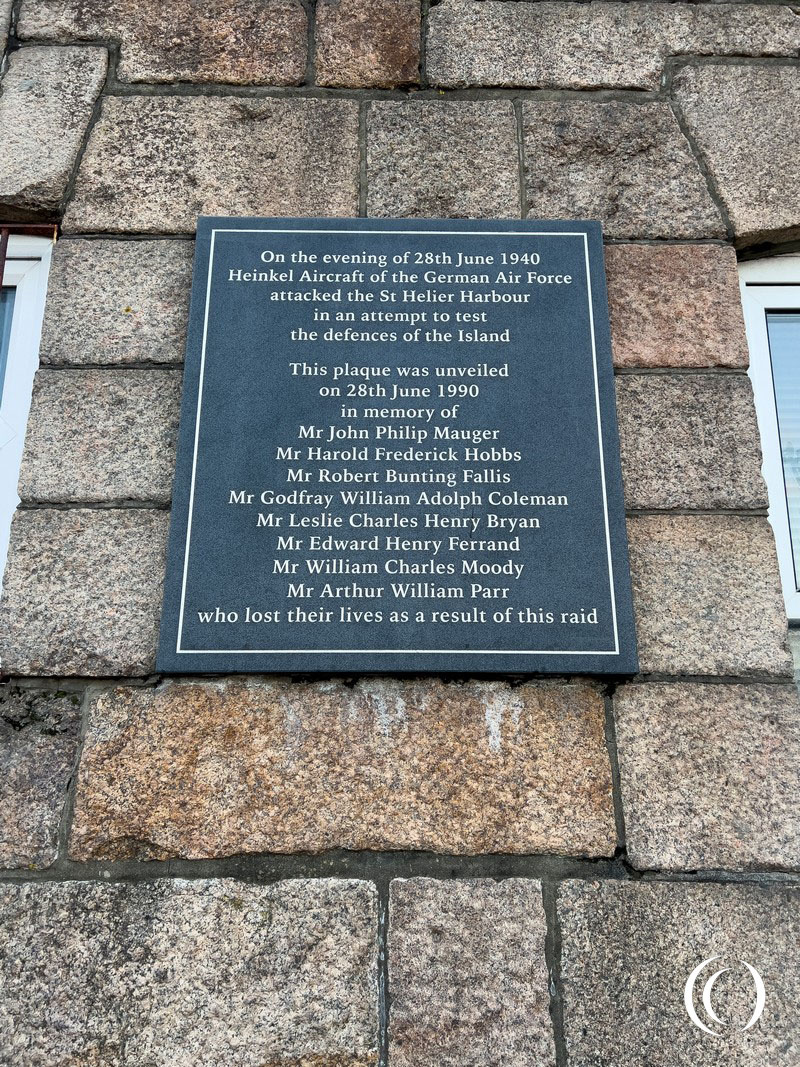 On the evening of 28th June 1940
Heinkel Aircraft of the German Air Force
attacked the St Helier Harbour
in an attempt to test
the defences of the Island
This plaque was unveiled
on 28th June 1990
in memory of
Mr John Philip Mauger
Mr Harold Frederick Hobbs
Mr Robert Bunting Fallis
Mr Godfray William Adolph Coleman
Mr Leslie Charles Henry Bryan
Mr Edward Henry Ferrand
Mr William Charles Moody
Mr Arthur William Parr
who lost their lives as a result of this raid